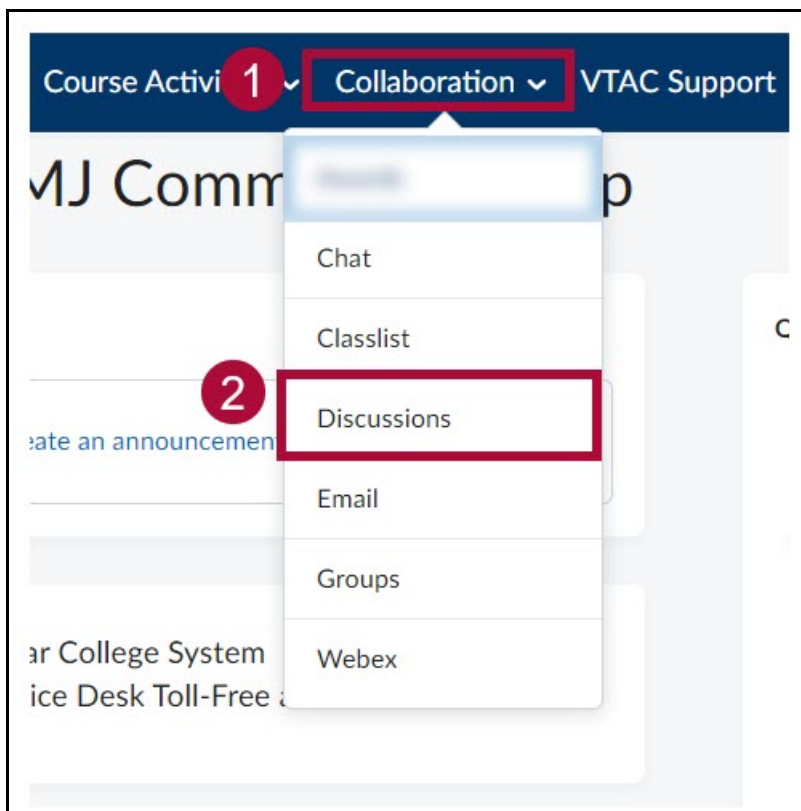 Course Activi 1 Collaboration VTAC Support
MJ Comm p
Chat
Classlist
2
Discussions
eate an announcemen
Email
Groups
ar College System
Webex
ice Desk Toll-Free